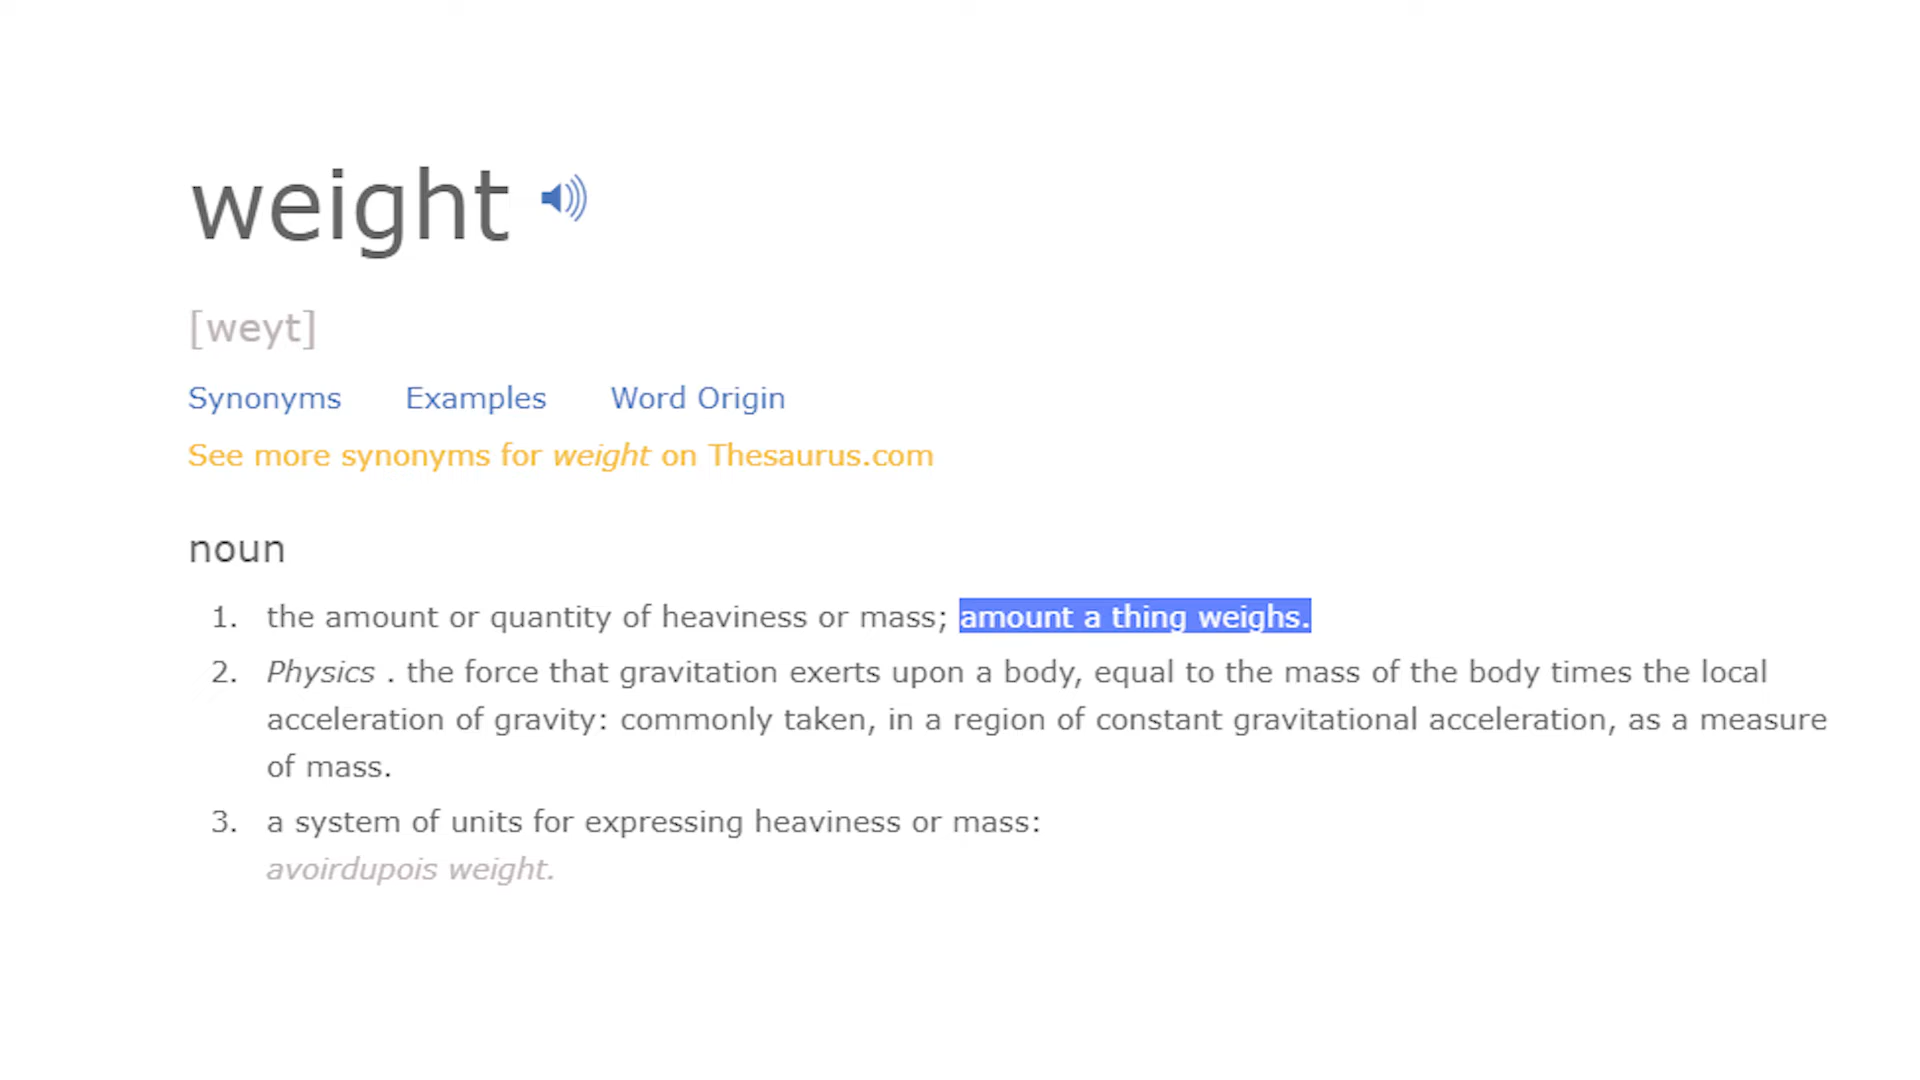 weight
[weyt]
Synonyms Examples Word Origin
See more synonyms for weight on Thesaurus.com
noun
1. the amount or quantity of heaviness or mass; amount a thing weighs.
2. Physics . the force that gravitation exerts upon a body, equal to the mass of the body times the local
acceleration of gravity: commonly taken, in a region of constant gravitational acceleration, as a measure
of mass.
3. a system of units for expressing heaviness or mass:
avoirdupois weight.